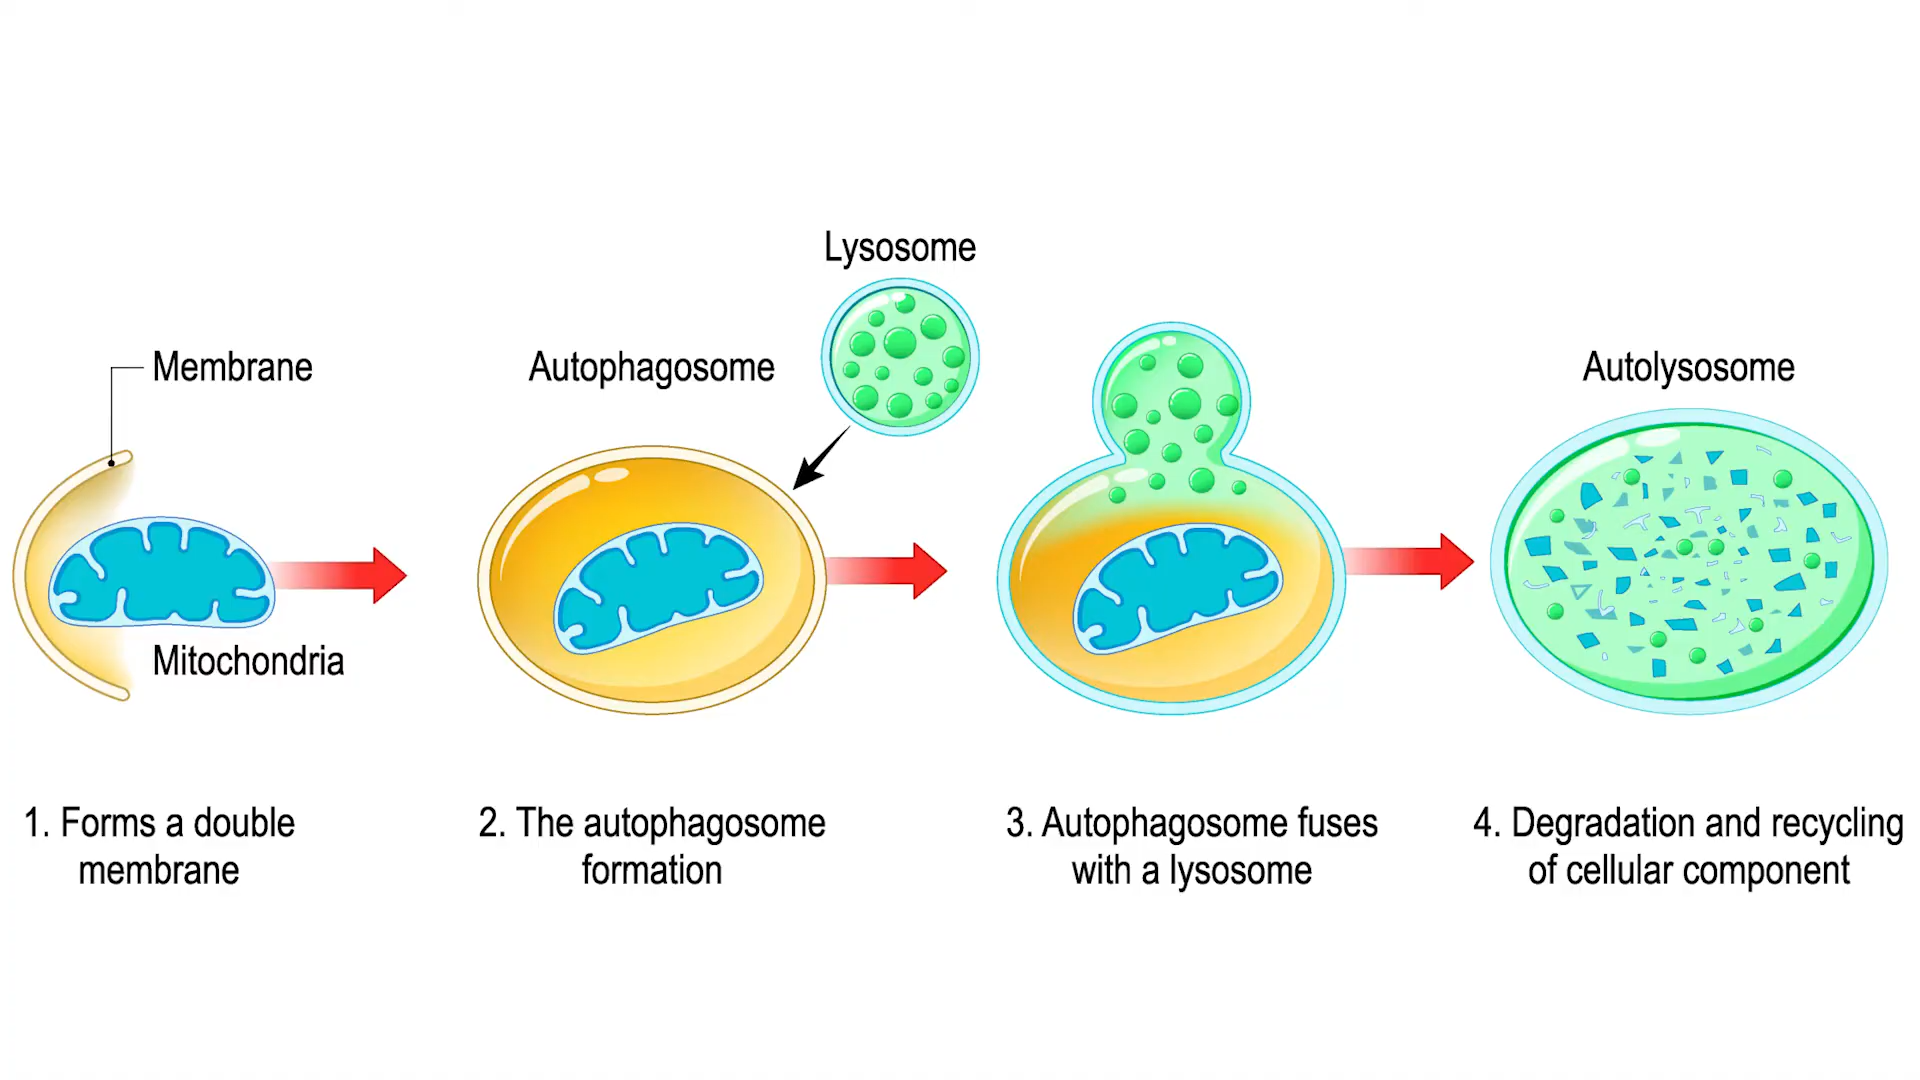 Lysosome
Membrane
Autophagosome
Autolysosome
Mitochondria
1. Forms a double
membrane
2. The autophagosome
formation
3. Autophagosome fuses
with a lysosome
4. Degradation and recycling
of cellular component